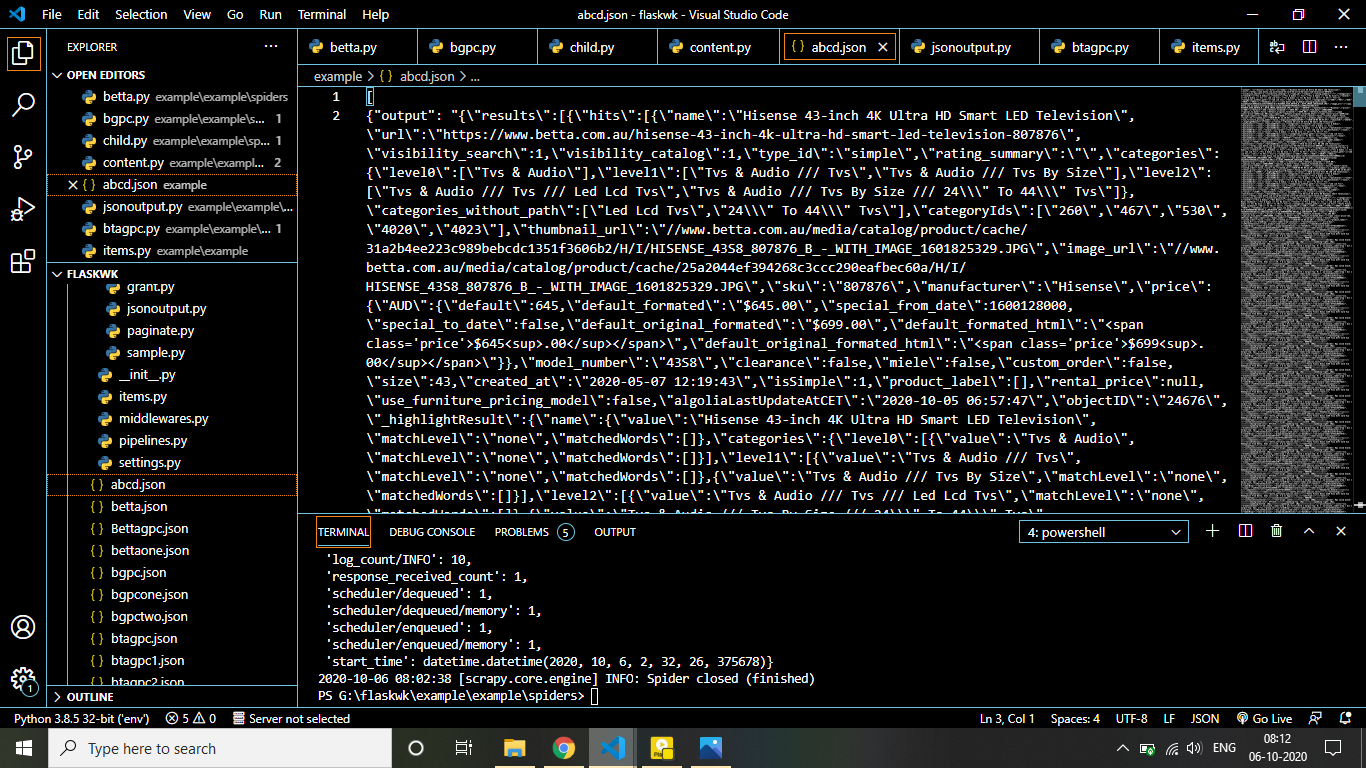 File Edit Selection View Go Run Terminal Help
abcd.json - flaskwk - Visual Studio Code
EXPLORER
OPEN EDITORS
betta.py example\example\spiders
bgpc.py example\example\s... 1
child.py example\example\sp... 1
content.py example\exampl... 2
abcd.json example
jsonoutput.py example\example\...
btagpc.py example\example\... 1
items.py example\example
FLASKWK
grant.py
jsonoutput.py
paginate.py
sample.py
__init__.py
items.py
middlewares.py
pipelines.py
settings.py
abcd.json
betta.json
Bettagpc.json
bettaone.json
bgpc.json
bgpcone.json
bgpctwo.json
btagpc.json
btagpc1.json
btagpc2.json
OUTLINE
betta.py bgpc.py child.py content.py abcd.json jsonoutput.py btagpc.py items.py
example > {} abcd.json > ...
1 [
2 {"output": "{\"results\":[{\"hits\":[{\"name\":\"Hisense 43-inch 4K Ultra HD Smart LED Television\",
\"url\":\"https://www.betta.com.au/hisense-43-inch-4k-ultra-hd-smart-led-television-807876\",
\"visibility_search\":1,\"visibility_catalog\":1,\"type_id\":\"simple\",\"rating_summary\":\"\",\"categories\":
{\"level0\":[\"Tvs & Audio\"],\"level1\":[\"Tvs & Audio /// Tvs\",\"Tvs & Audio /// Tvs By Size\"],\"level2\":
[\"Tvs & Audio /// Tvs /// Led Lcd Tvs\",\"Tvs & Audio /// Tvs By Size /// 24\\\" To 44\\\" Tvs\"]},
\"categories_without_path\":[\"Led Lcd Tvs\",\"24\\\" To 44\\\" Tvs\"],\"categoryIds\":[\"260\",\"467\",\"530\",
\"4020\",\"4023\"],\"thumbnail_url\":\"//www.betta.com.au/media/catalog/product/cache/
31a2b4ee223c989bebcdc1351f3606b2/H/I/HISENSE_43S8_807876_B_-_WITH_IMAGE_1601825329.JPG\",\"image_url\":\"//www.
betta.com.au/media/catalog/product/cache/25a2044ef394268c3ccc290eafbec60a/H/I/
HISENSE_43S8_807876_B_-_WITH_IMAGE_1601825329.JPG\",\"sku\":\"807876\",\"manufacturer\":\"Hisense\",\"price\":
{\"AUD\":{\"default\":645,\"default_formated\":\"$645.00\",\"special_from_date\":1600128000,
\"special_to_date\":false,\"default_original_formated\":\"$699.00\",\"default_formated_html\":\"<span
class='price'>$645<sup>.00</sup></span>\",\"default_original_formated_html\":\"<span class='price'>$699<sup>.
00</sup></span>\"}},\"model_number\":\"43S8\",\"clearance\":false,\"miele\":false,\"custom_order\":false,
\"size\":43,\"created_at\":\"2020-05-07 12:19:43\",\"isSimple\":1,\"product_label\":[],\"rental_price\":null,
\"use_furniture_pricing_model\":false,\"algoliaLastUpdateAtCET\":\"2020-10-05 06:57:47\",\"objectID\":\"24676\",
\"_highlightResult\":{\"name\":{\"value\":\"Hisense 43-inch 4K Ultra HD Smart LED Television\",
\"matchLevel\":\"none\",\"matchedWords\":[]},\"categories\":{\"level0\":[{\"value\":\"Tvs & Audio\",
\"matchLevel\":\"none\",\"matchedWords\":[]}],\"level1\":[{\"value\":\"Tvs & Audio /// Tvs\",
\"matchLevel\":\"none\",\"matchedWords\":[]},{\"value\":\"Tvs & Audio /// Tvs By Size\",\"matchLevel\":\"none\",
\"matchedWords\":[]}],\"level2\":[{\"value\":\"Tvs & Audio /// Tvs /// Led Lcd Tvs\",\"matchLevel\":\"none\",
\"matchedWords\":[]},{\"value\":\"Tvs & Audio /// Tvs By Size /// 24\\\" To 44\\\" Tvs\",
TERMINAL DEBUG CONSOLE PROBLEMS 5 OUTPUT
4: powershell
'log_count/INFO': 10,
'response_received_count': 1,
'scheduler/dequeued': 1,
'scheduler/dequeued/memory': 1,
'scheduler/enqueued': 1,
'scheduler/enqueued/memory': 1,
'start_time': datetime.datetime(2020, 10, 6, 2, 32, 26, 375678)}
2020-10-06 08:02:38 [scrapy.core.engine] INFO: Spider closed (finished)
PS G:\flaskwk\example\example\spiders>
1
Python 3.8.5 32-bit ('env') 5 0 Server not selected
Ln 3, Col 1 Spaces: 4 UTF-8 LF JSON Go Live
Type here to search
ENG
08:12
06-10-2020